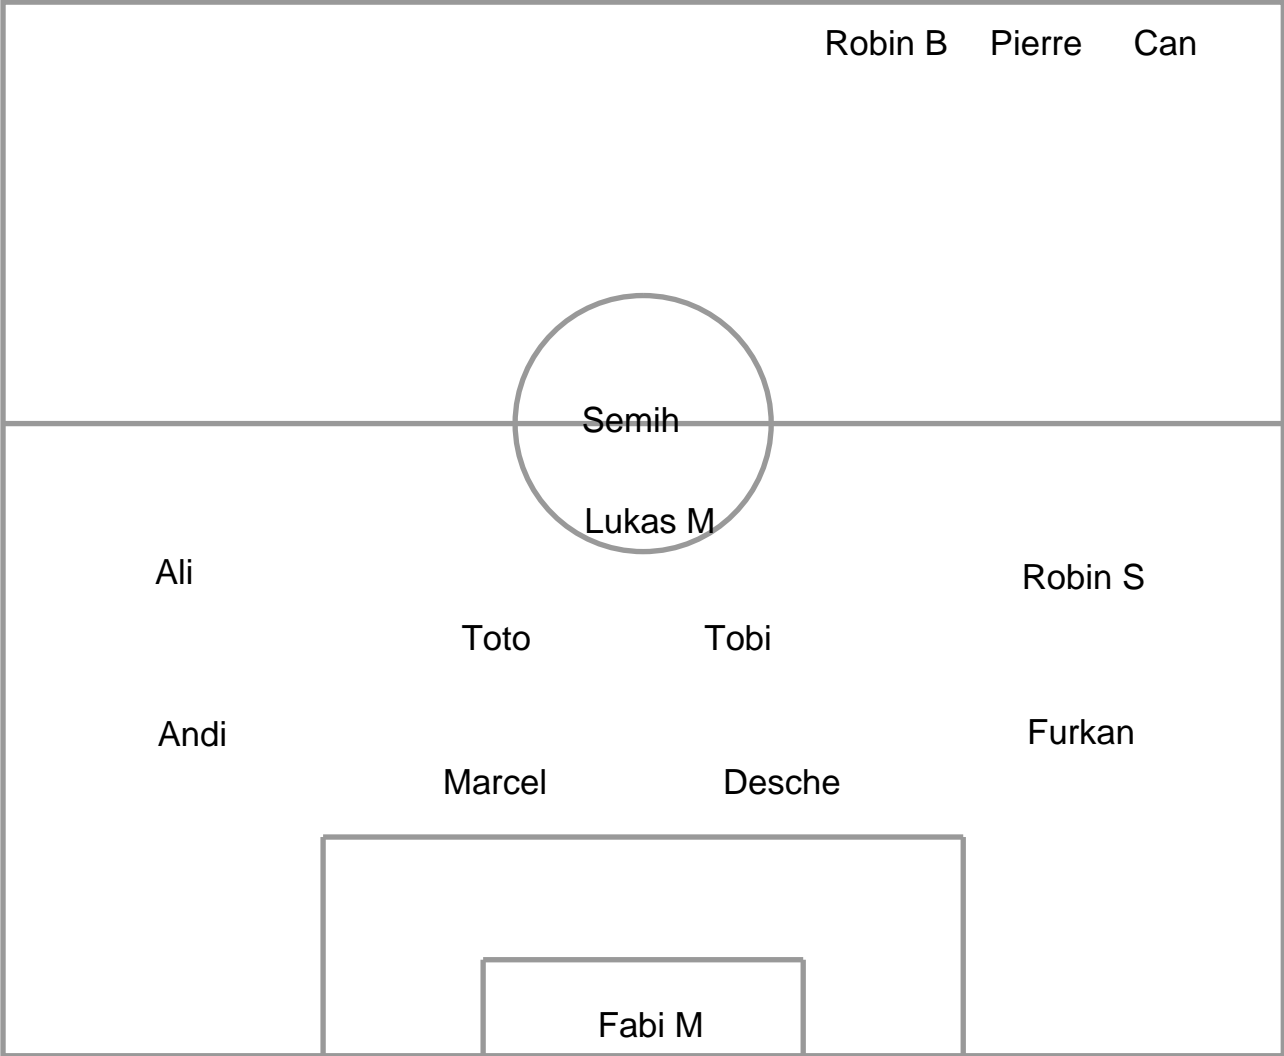 Robin B Pierre Can
Semih
Lukas M
Ali Robin S
Toto Tobi
Andi Furkan
Marcel Desche
Fabi M